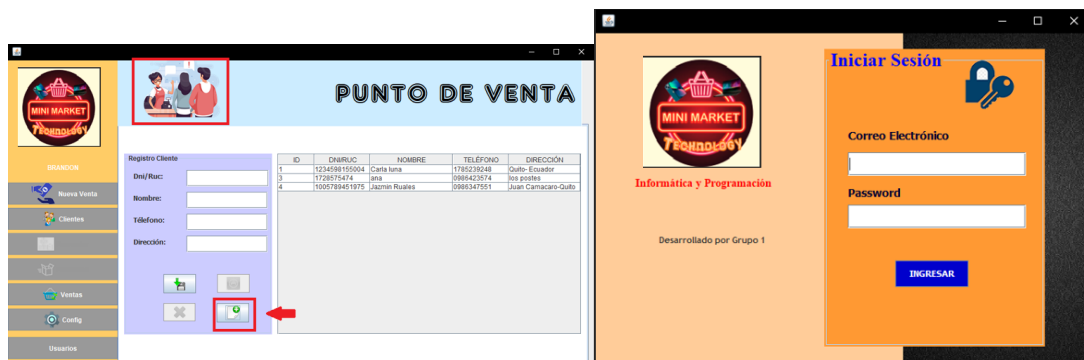 MINI MARKET
TECHNOLOGY
PUNTO DE VENTA
BRANDON
Nueva Venta
Clientes
Ventas
Config
Usuarios
Registro Cliente
Dni/Ruc:
Nombre:
Télefono:
Dirección:
ID DNI/RUC NOMBRE TELÉFONO DIRECCIÓN
1 1234598155004 Carla luna 1785239248 Quito- Ecuador
3 1728575474 ana 0986423574 los postes
4 1005789451975 Jazmin Ruales 0986347551 Juan Camacaro-Quito
MINI MARKET
TECHNOLOGY
Informática y Programación
Desarrollado por Grupo 1
Iniciar Sesión
Correo Electrónico
Password
INGRESAR